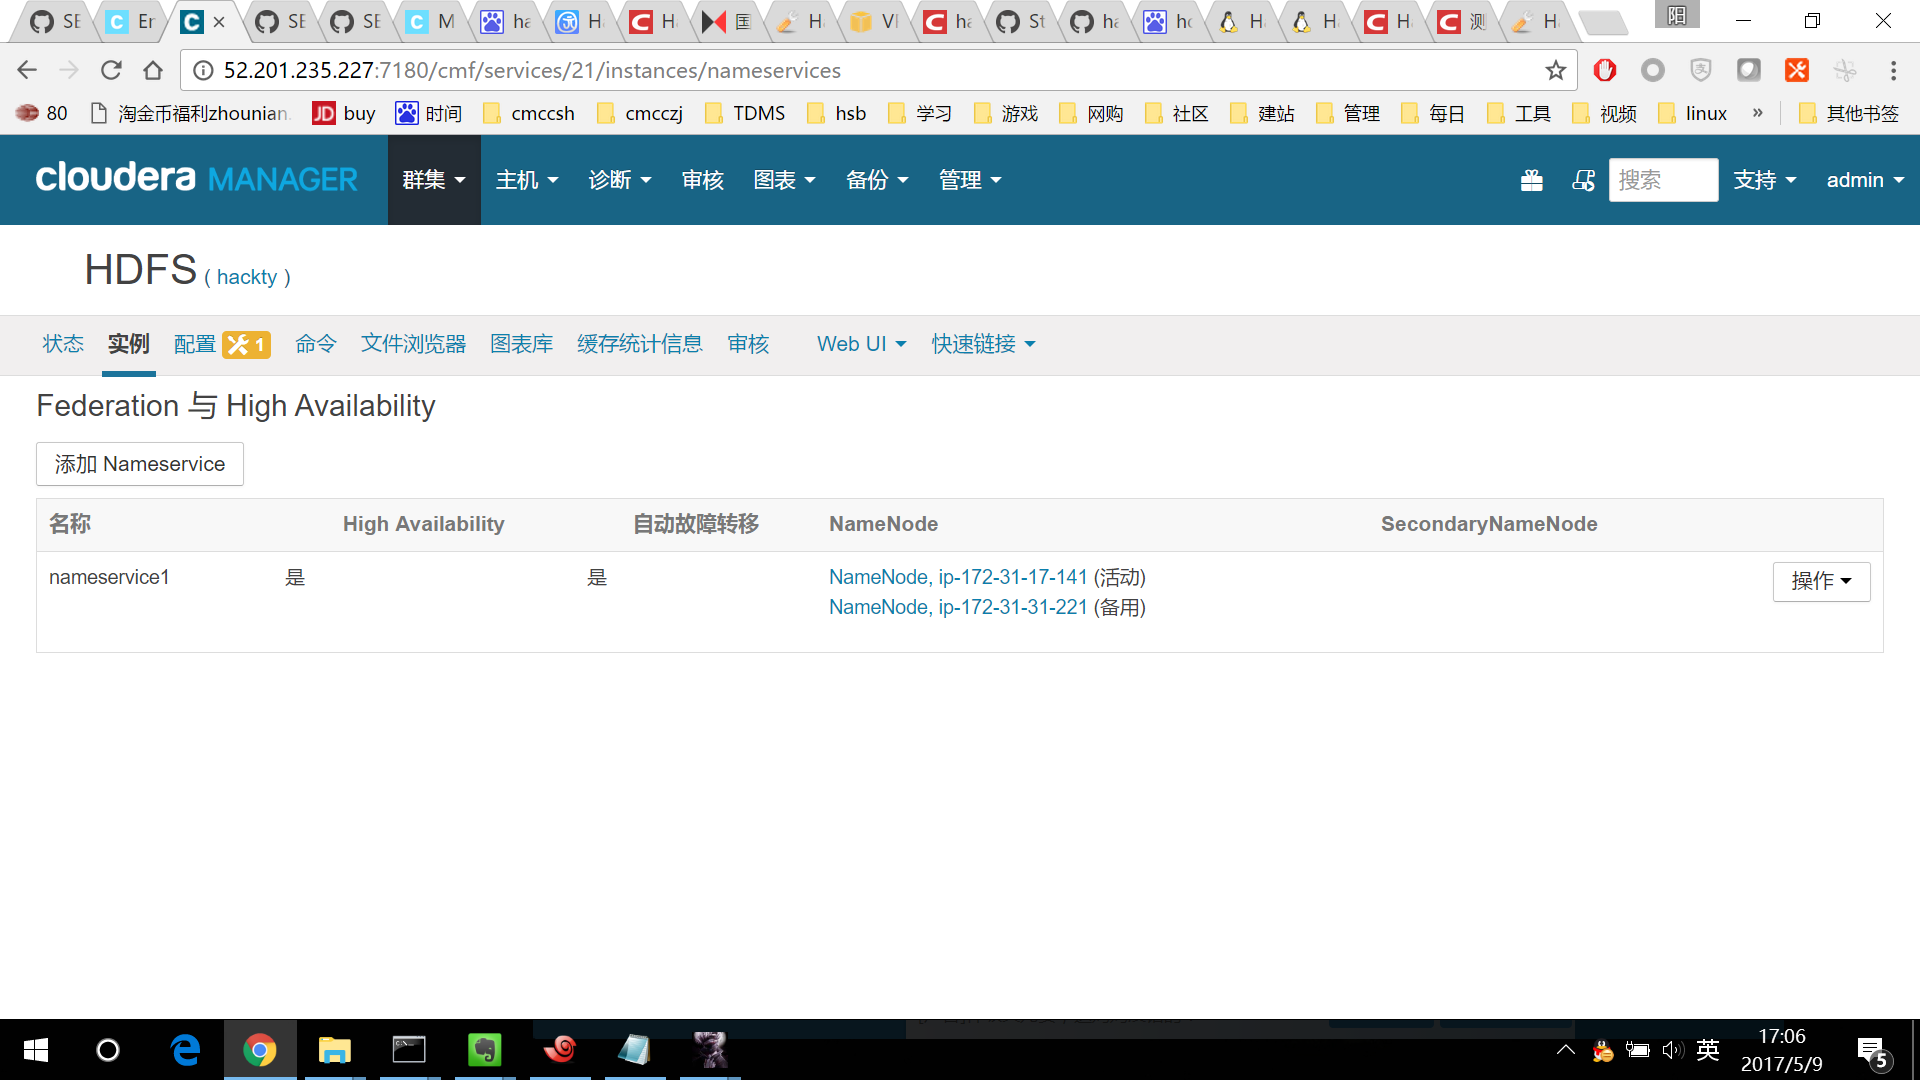 SE
Er
SE
SE
M
ha
H
H
国
H
VI
ha
St
ha
hc
H
H
H
测
H
阳
52.201.235.227:7180/cmf/services/21/instances/nameservices
80 淘金币福利zhounian buy 时间 cmccsh cmcczj TDMS hsb 学习 游戏 网购 社区 建站 管理 每日 工具 视频 linux » 其他书签
cloudera MANAGER 群集 主机 诊断 审核 图表 备份 管理 搜索 支持 admin
HDFS ( hackty )
状态 实例 配置 1 命令 文件浏览器 图表库 缓存统计信息 审核 Web UI 快速链接
Federation 与 High Availability
添加 Nameservice
名称 High Availability 自动故障转移 NameNode SecondaryNameNode
nameservice1 是 是 NameNode, ip-172-31-17-141 (活动) 操作
NameNode, ip-172-31-31-221 (备用)
英 17:06
2017/5/9 5